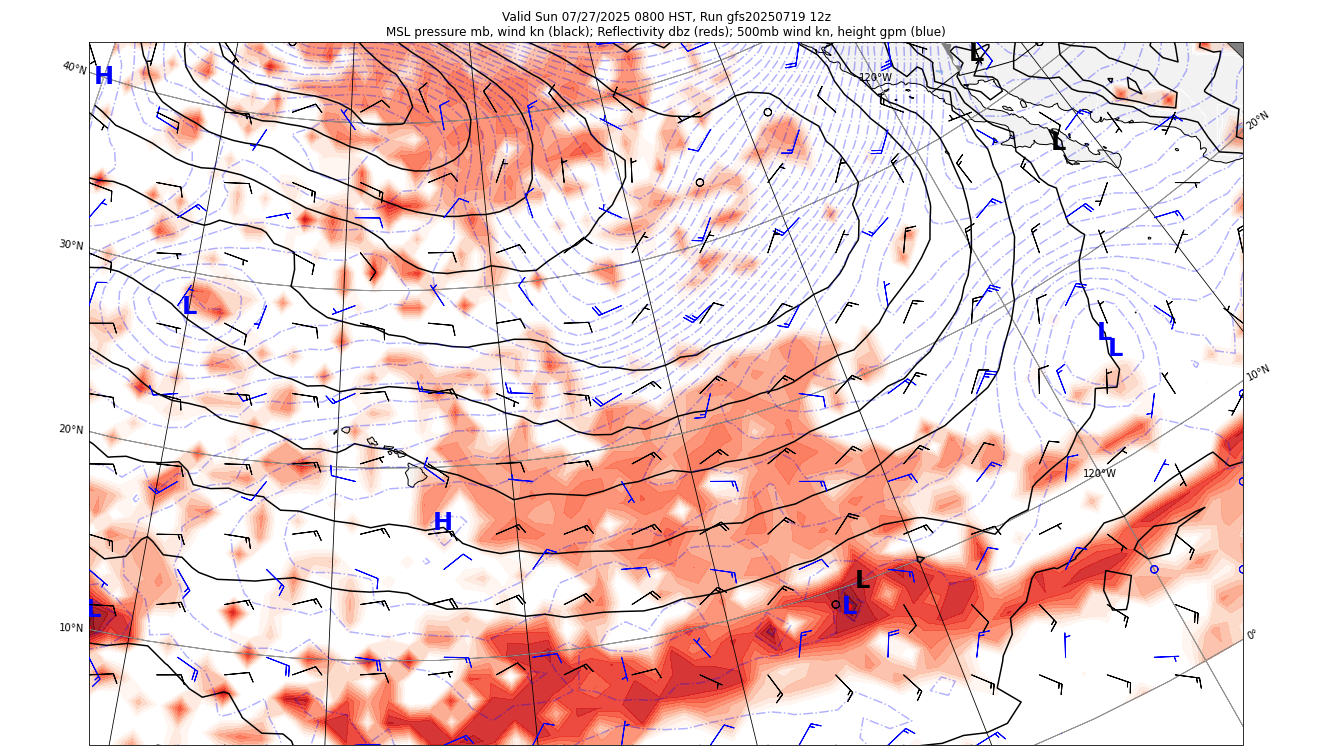 Valid Sun 07/27/2025 0800 HST, Run gfs20250719 12z
MSL pressure mb, wind kn (black); Reflectivity dbz (reds); 500mb wind kn, height gpm (blue)
L
40°N
H
120°W
20°N
L
30°N
L
L
L
10°N
20°N
120°W
H
L
L
L
10°N
0°